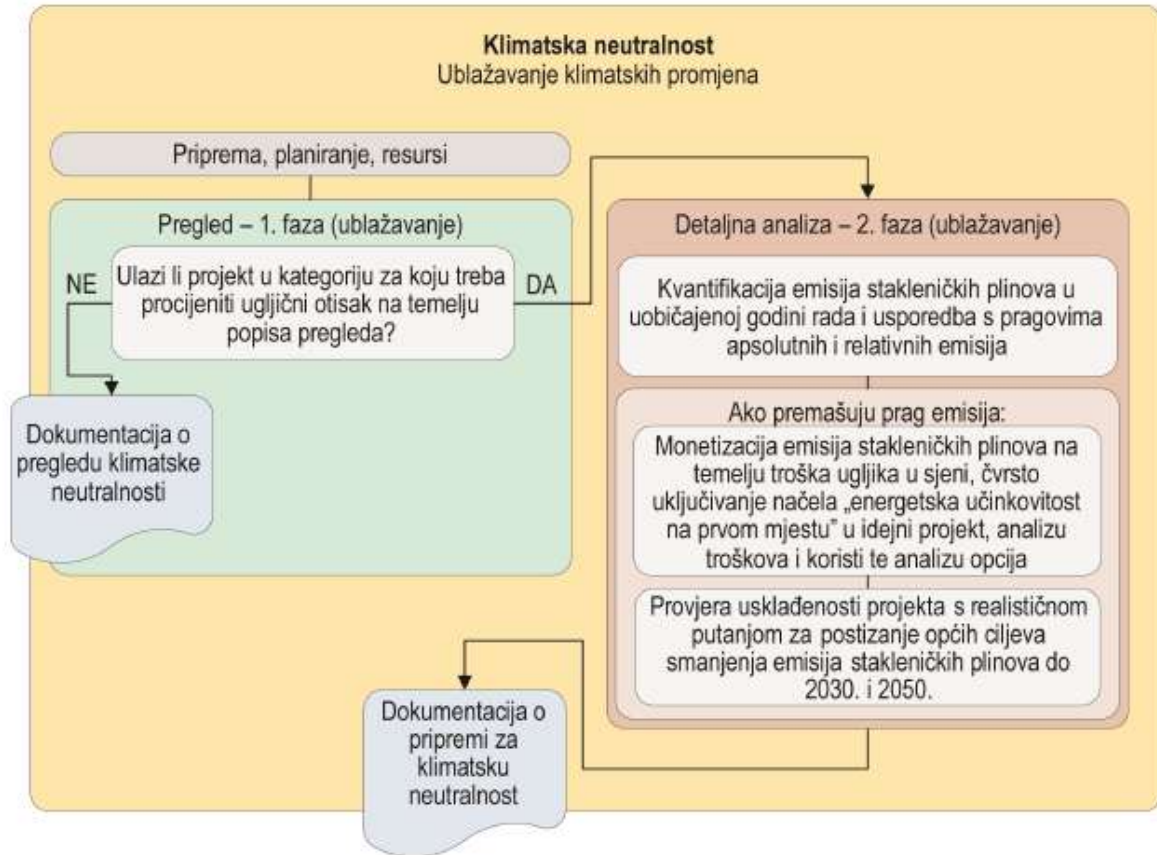 Klimatska neutralnost
Ublažavanje klimatskih promjena
Priprema, planiranje, resursi
Pregled – 1. faza (ublažavanje)
NE
Ulazi li projekt u kategoriju za koju treba
procijeniti ugljični otisak na temelju
popisa pregleda?
DA
Dokumentacija o
pregledu klimatske
neutralnosti
Detaljna analiza – 2. faza (ublažavanje)
Kvantifikacija emisija stakleničkih plinova u
uobičajenoj godini rada i usporedba s pragovima
apsolutnih i relativnih emisija
Ako premašuju prag emisija:
Monetizacija emisija stakleničkih plinova na
temelju troška ugljika u sjeni, čvrsto
uključivanje načela „energetska učinkovitost
na prvom mjestu” u idejni projekt, analizu
troškova i koristi te analizu opcija
Provjera usklađenosti projekta s realističnom
putanjom za postizanje općih ciljeva
smanjenja emisija stakleničkih plinova do
2030. i 2050.
Dokumentacija o
pripremi za
klimatsku
neutralnost